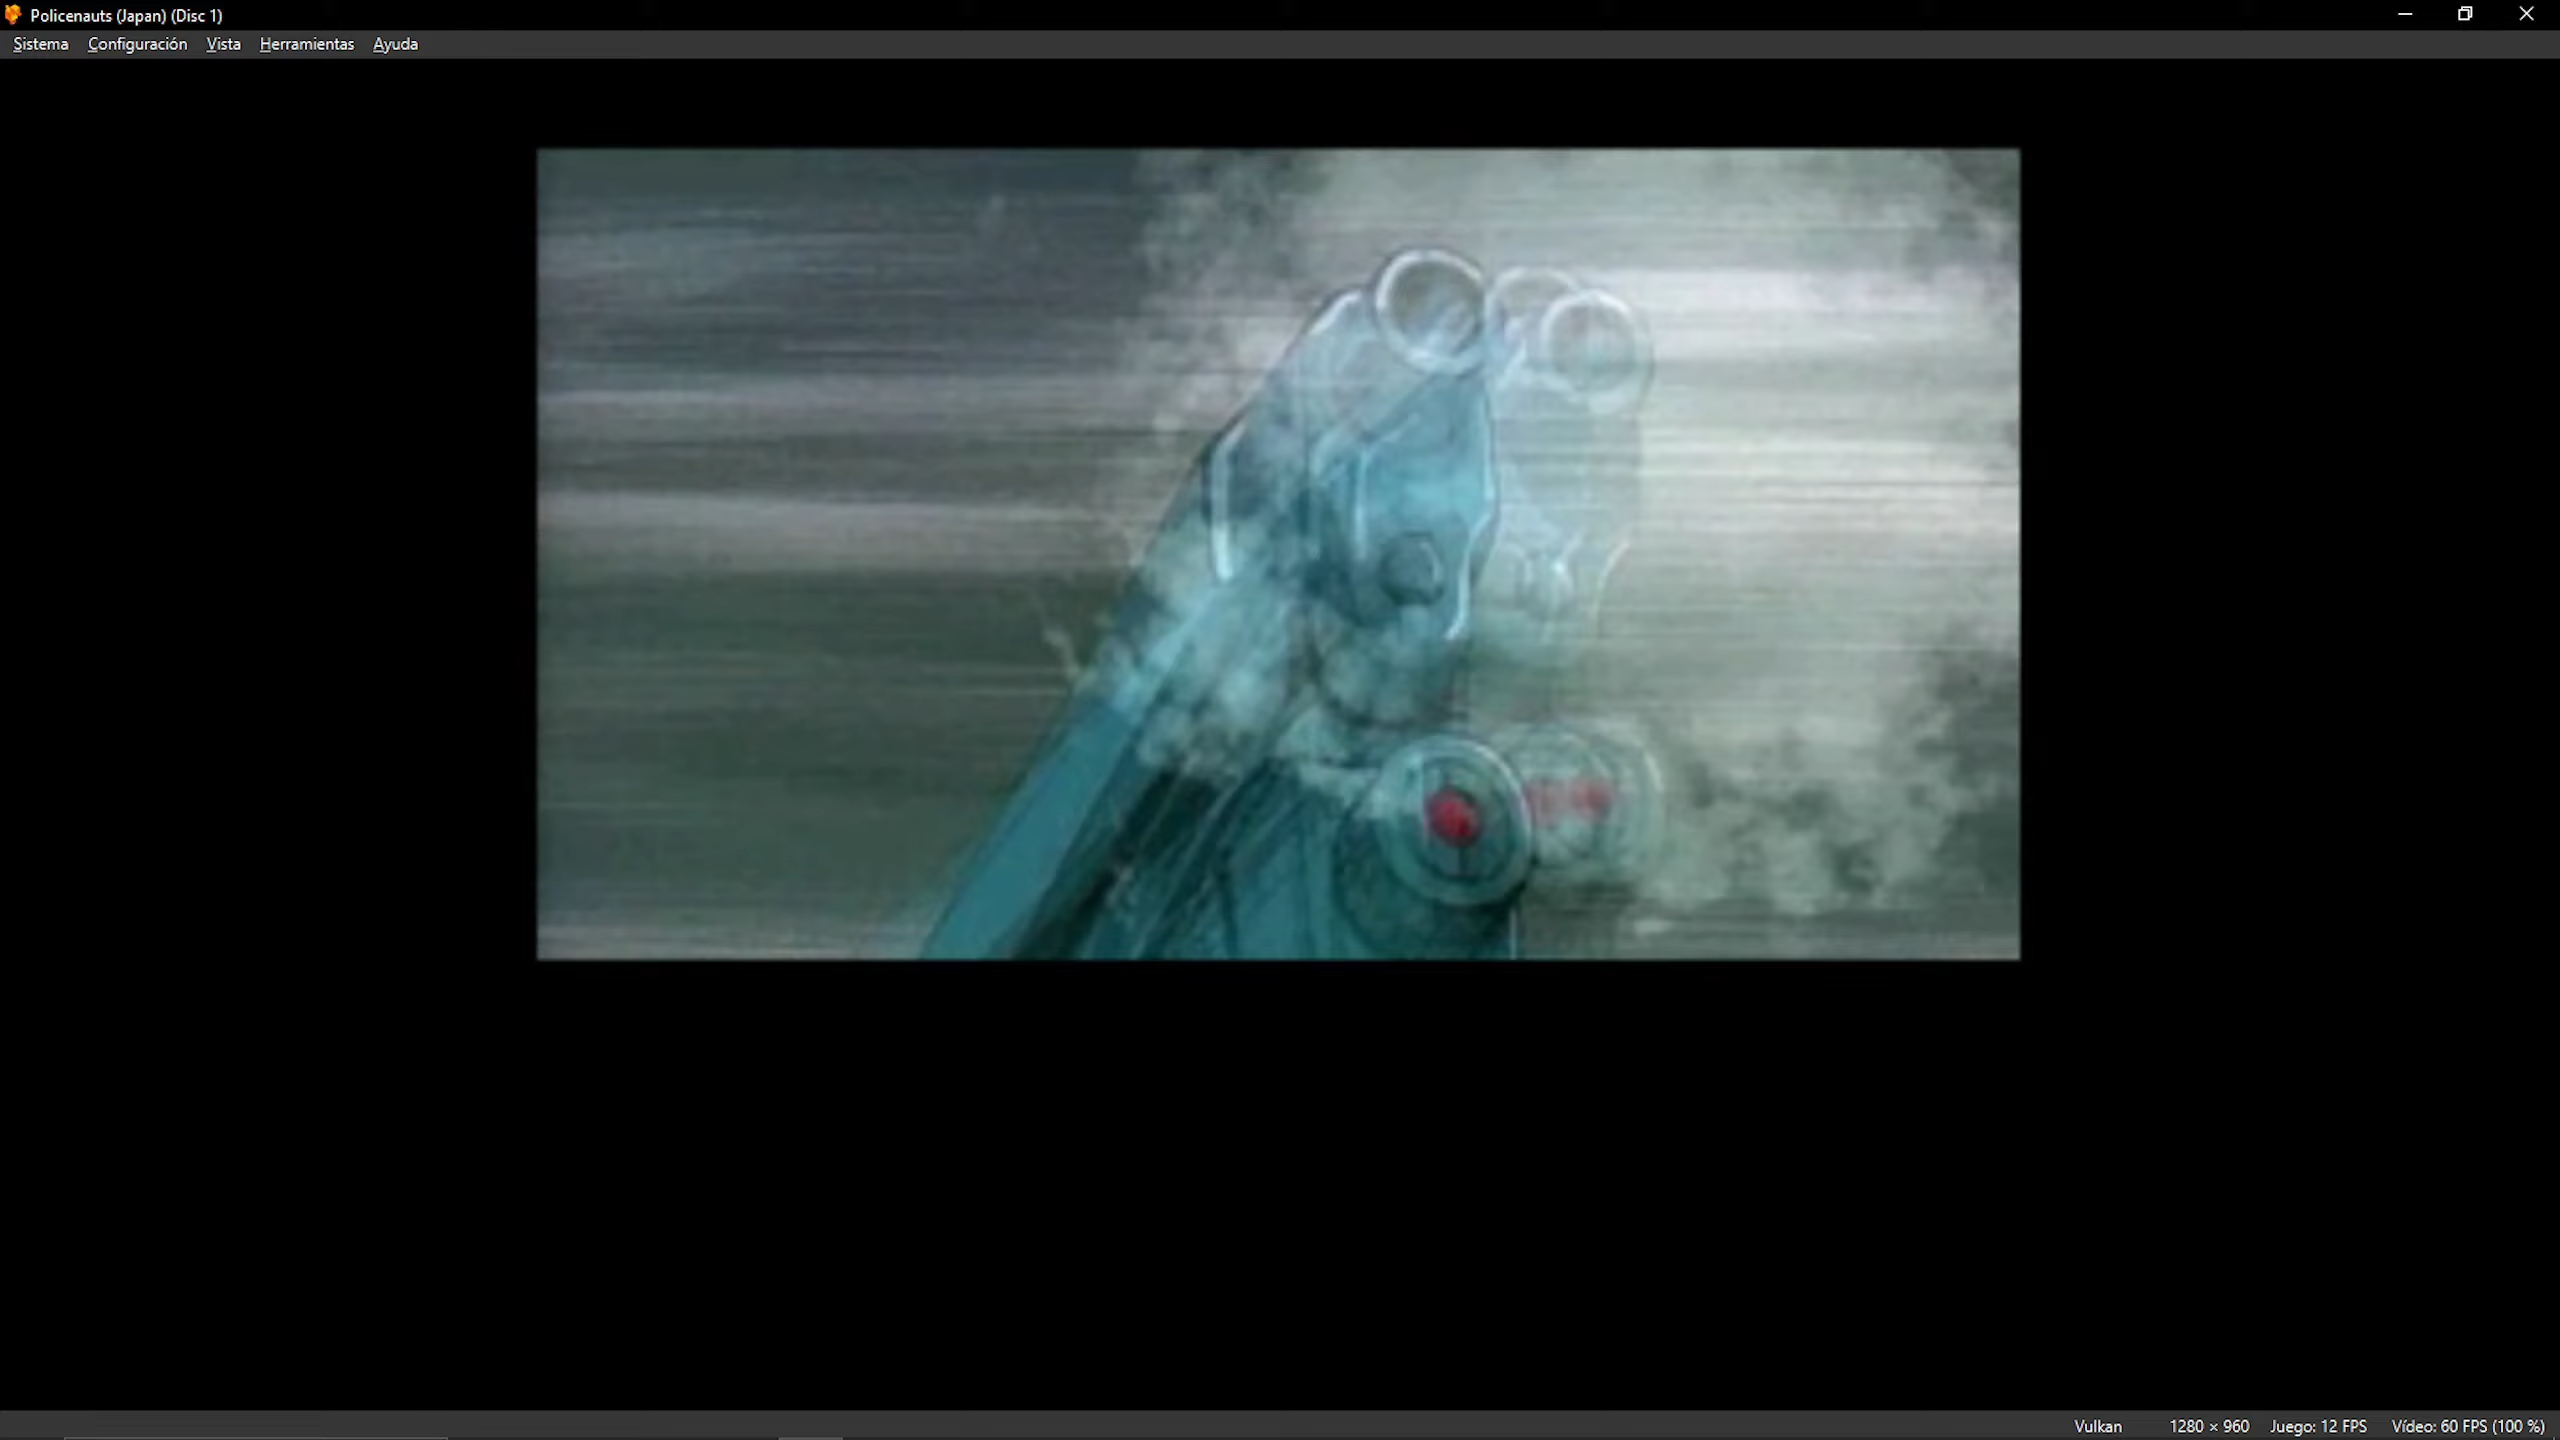 Policenauts (Japan) (Disc 1)
Sistema Configuración Vista Herramientas Ayuda
Vulkan 1280 × 960 Juego: 12 FPS Vídeo: 60 FPS (100 %)